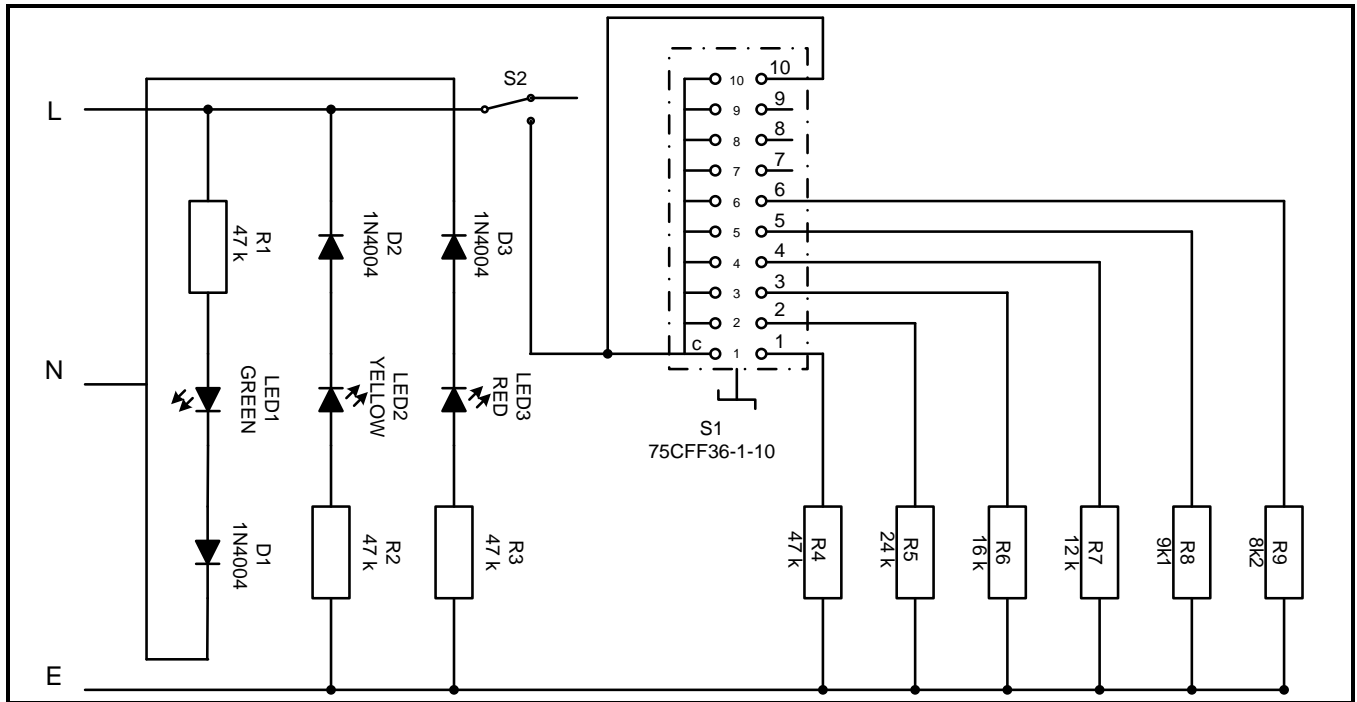 L
N
E
S2
R1
47 k
LED1
GREEN
D1
1N4004
D2
1N4004
LED2
YELLOW
R2
47 k
D3
1N4004
LED3
RED
R3
47 k
10 10
9 9
8 8
7 7
6 6
5 5
4 4
3 3
2 2
c 1 1
S1
75CFF36-1-10
R4
47 k
R5
24 k
R6
16 k
R7
12 k
R8
9k1
R9
8k2